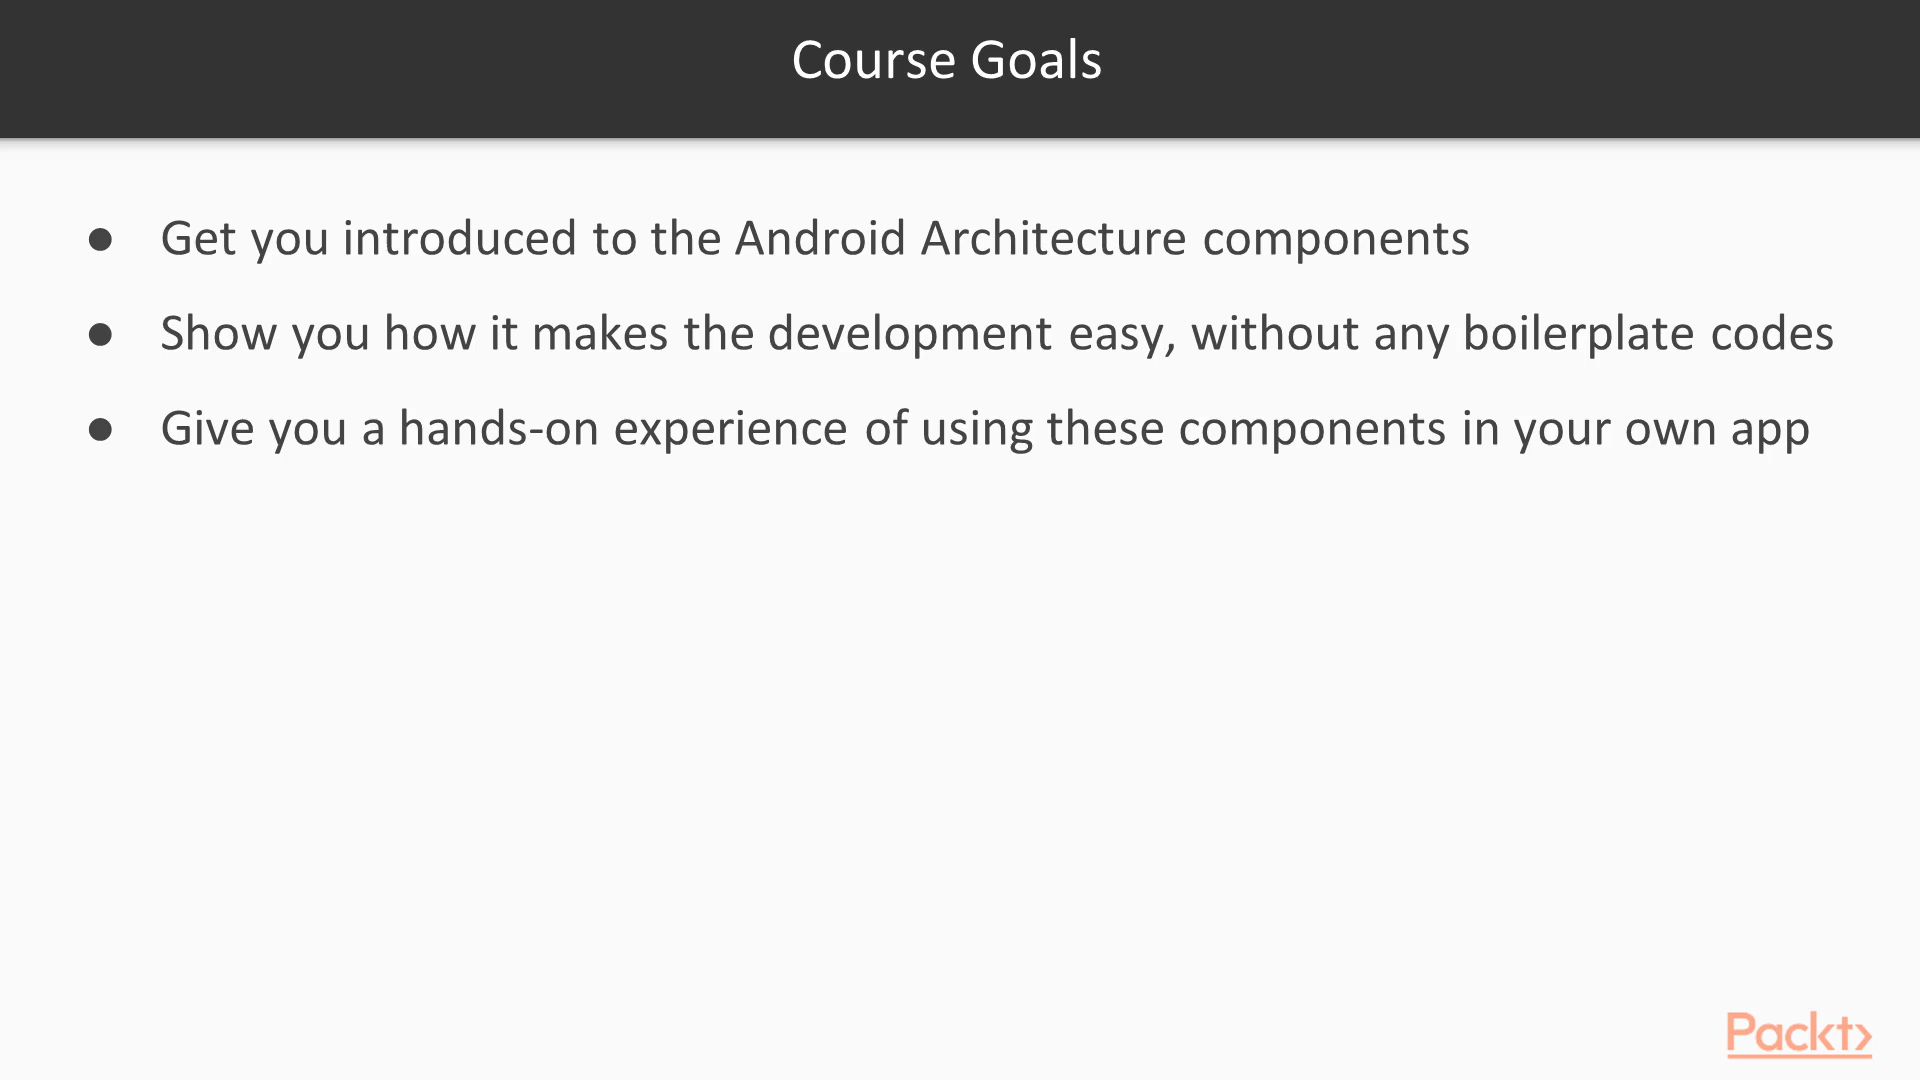 Course Goals
● Get you introduced to the Android Architecture components
● Show you how it makes the development easy, without any boilerplate codes
● Give you a hands-on experience of using these components in your own app
Packt>